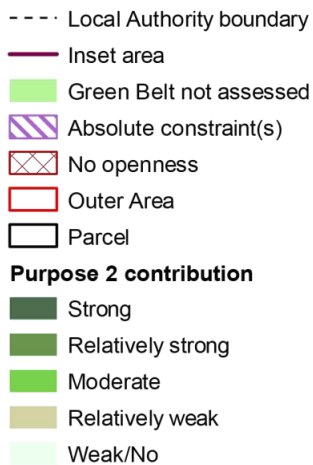 Local Authority boundary
Inset area
Green Belt not assessed
Absolute constraint(s)
No openness
Outer Area
Parcel
Purpose 2 contribution
Strong
Relatively strong
Moderate
Relatively weak
Weak/No